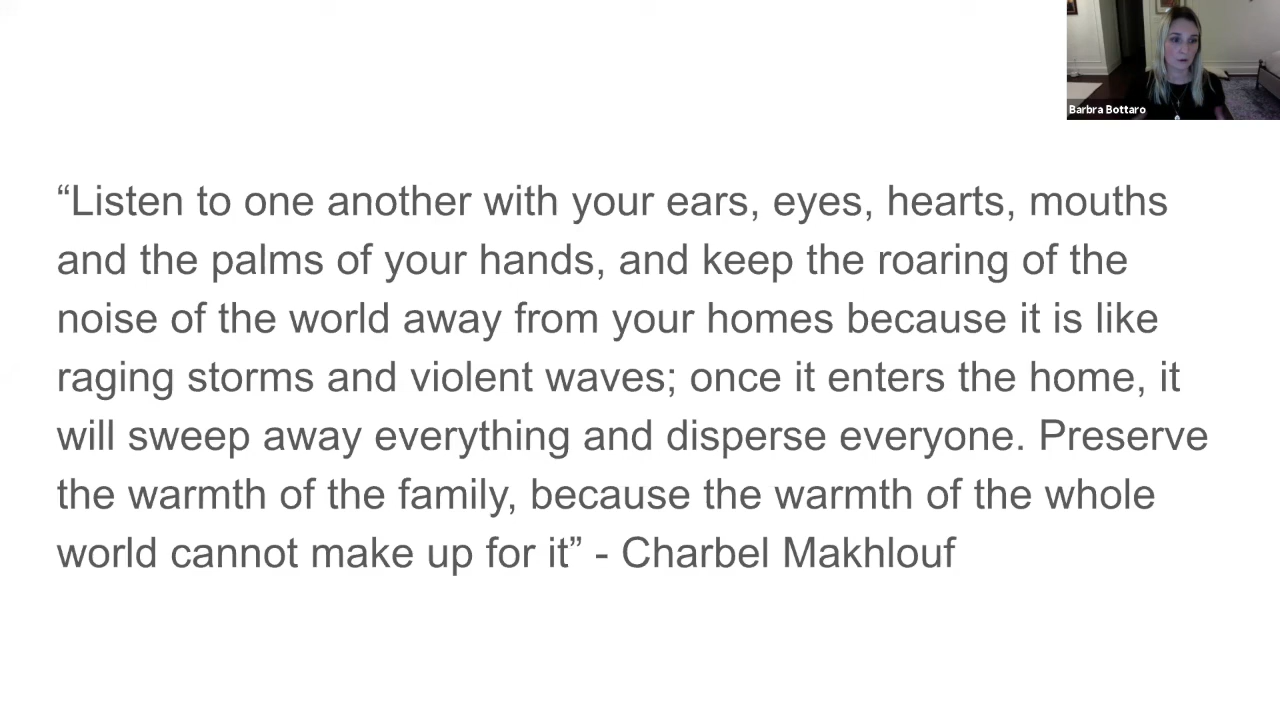 Barbra Bottaro
“Listen to one another with your ears, eyes, hearts, mouths
and the palms of your hands, and keep the roaring of the
noise of the world away from your homes because it is like
raging storms and violent waves; once it enters the home, it
will sweep away everything and disperse everyone. Preserve
the warmth of the family, because the warmth of the whole
world cannot make up for it” - Charbel Makhlouf